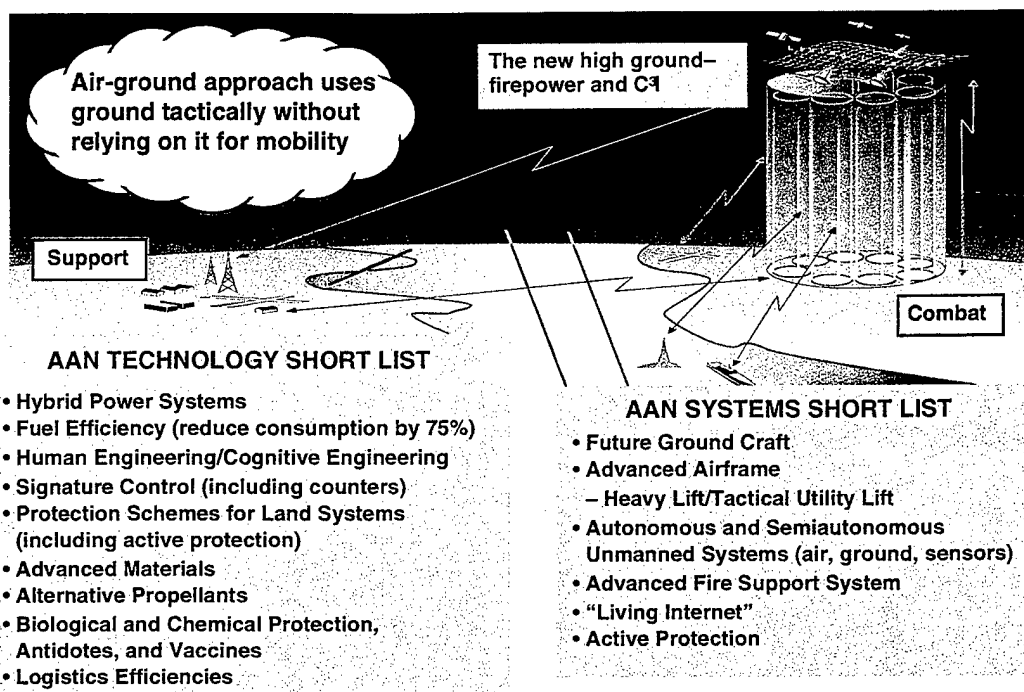 Air-ground approach uses
ground tactically without
relying on it for mobility
The new high ground–
firepower and C3I
Support
Combat
AAN TECHNOLOGY SHORT LIST
• Hybrid Power Systems
• Fuel Efficiency (reduce consumption by 75%)
• Human Engineering/Cognitive Engineering
• Signature Control (including counters)
• Protection Schemes for Land Systems
(including active protection)
• Advanced Materials
• Alternative Propellants
• Biological and Chemical Protection,
Antidotes, and Vaccines
• Logistics Efficiencies
AAN SYSTEMS SHORT LIST
• Future Ground Craft
• Advanced Airframe
– Heavy Lift/Tactical Utility Lift
• Autonomous and Semiautonomous
Unmanned Systems (air, ground, sensors)
• Advanced Fire Support System
• “Living Internet”
• Active Protection